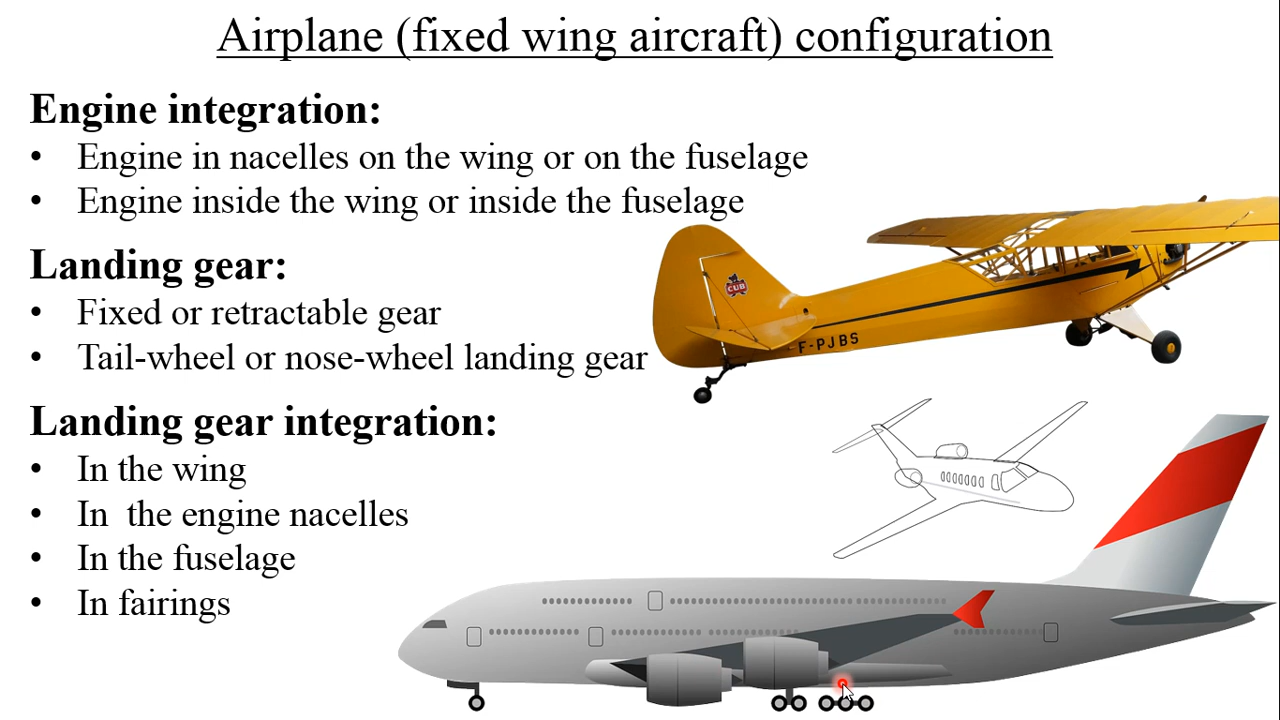 Airplane (fixed wing aircraft) configuration
Engine integration:
• Engine in nacelles on the wing or on the fuselage
• Engine inside the wing or inside the fuselage
Landing gear:
• Fixed or retractable gear
• Tail-wheel or nose-wheel landing gear
Landing gear integration:
• In the wing
• In  the engine nacelles
• In the fuselage
• In fairings
CUB
F-PJBS